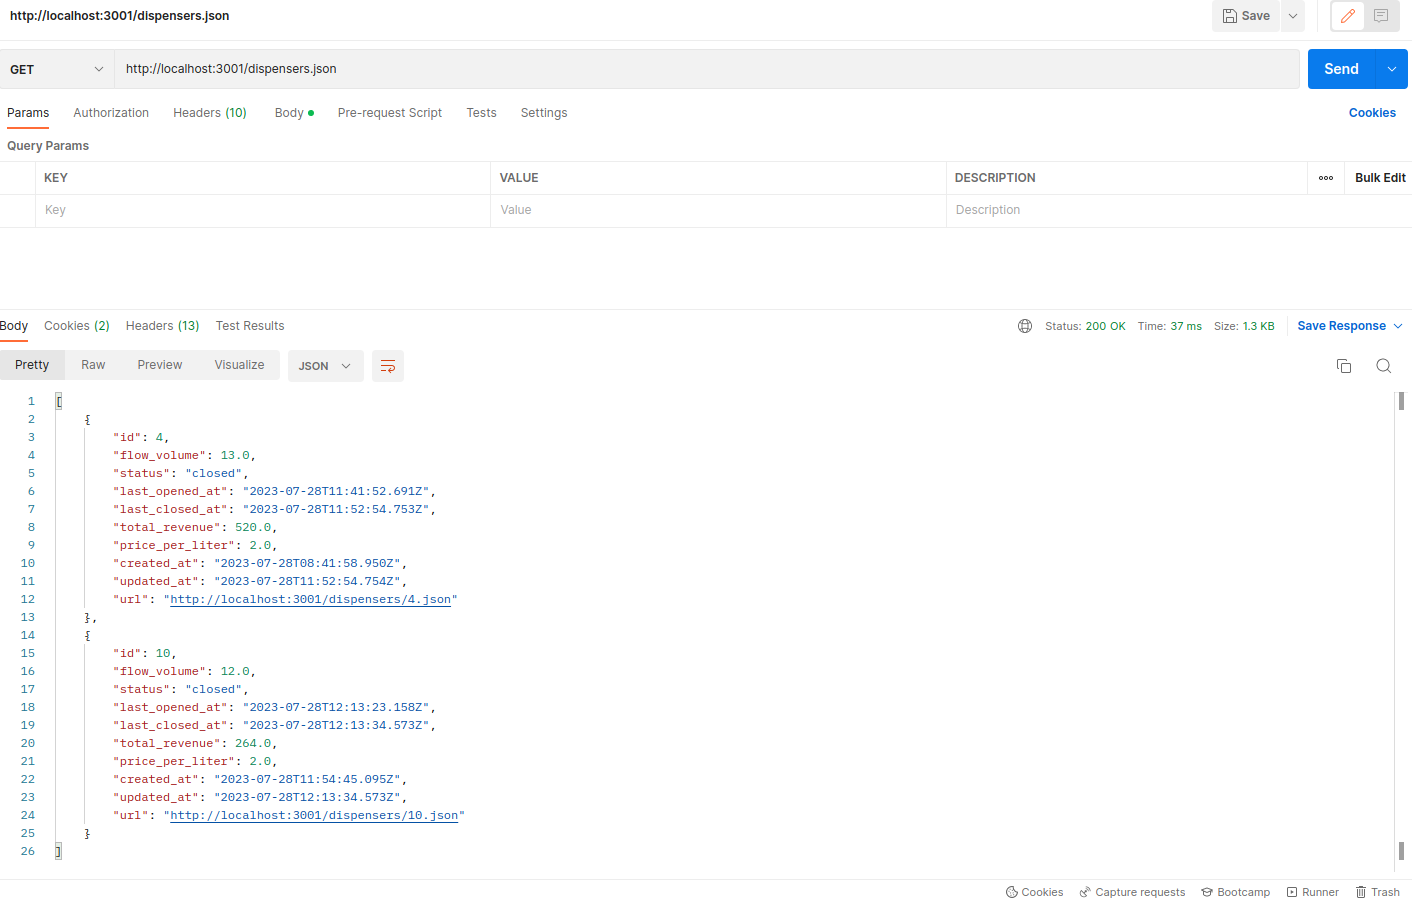 http://localhost:3001/dispensers.json
Save
GET http://localhost:3001/dispensers.json Send
Params Authorization Headers (10) Body Pre-request Script Tests Settings Cookies
Query Params
KEY VALUE DESCRIPTION Bulk Edit
Key Value Description
Body Cookies (2) Headers (13) Test Results Status: 200 OK Time: 37 ms Size: 1.3 KB Save Response
Pretty Raw Preview Visualize JSON
1 [
2 {
3 "id": 4,
4 "flow_volume": 13.0,
5 "status": "closed",
6 "last_opened_at": "2023-07-28T11:41:52.691Z",
7 "last_closed_at": "2023-07-28T11:52:54.753Z",
8 "total_revenue": 520.0,
9 "price_per_liter": 2.0,
10 "created_at": "2023-07-28T08:41:58.950Z",
11 "updated_at": "2023-07-28T11:52:54.754Z",
12 "url": "http://localhost:3001/dispensers/4.json"
13 },
14 {
15 "id": 10,
16 "flow_volume": 12.0,
17 "status": "closed",
18 "last_opened_at": "2023-07-28T12:13:23.158Z",
19 "last_closed_at": "2023-07-28T12:13:34.573Z",
20 "total_revenue": 264.0,
21 "price_per_liter": 2.0,
22 "created_at": "2023-07-28T11:54:45.095Z",
23 "updated_at": "2023-07-28T12:13:34.573Z",
24 "url": "http://localhost:3001/dispensers/10.json"
25 }
26 ]
Cookies Capture requests Bootcamp Runner Trash